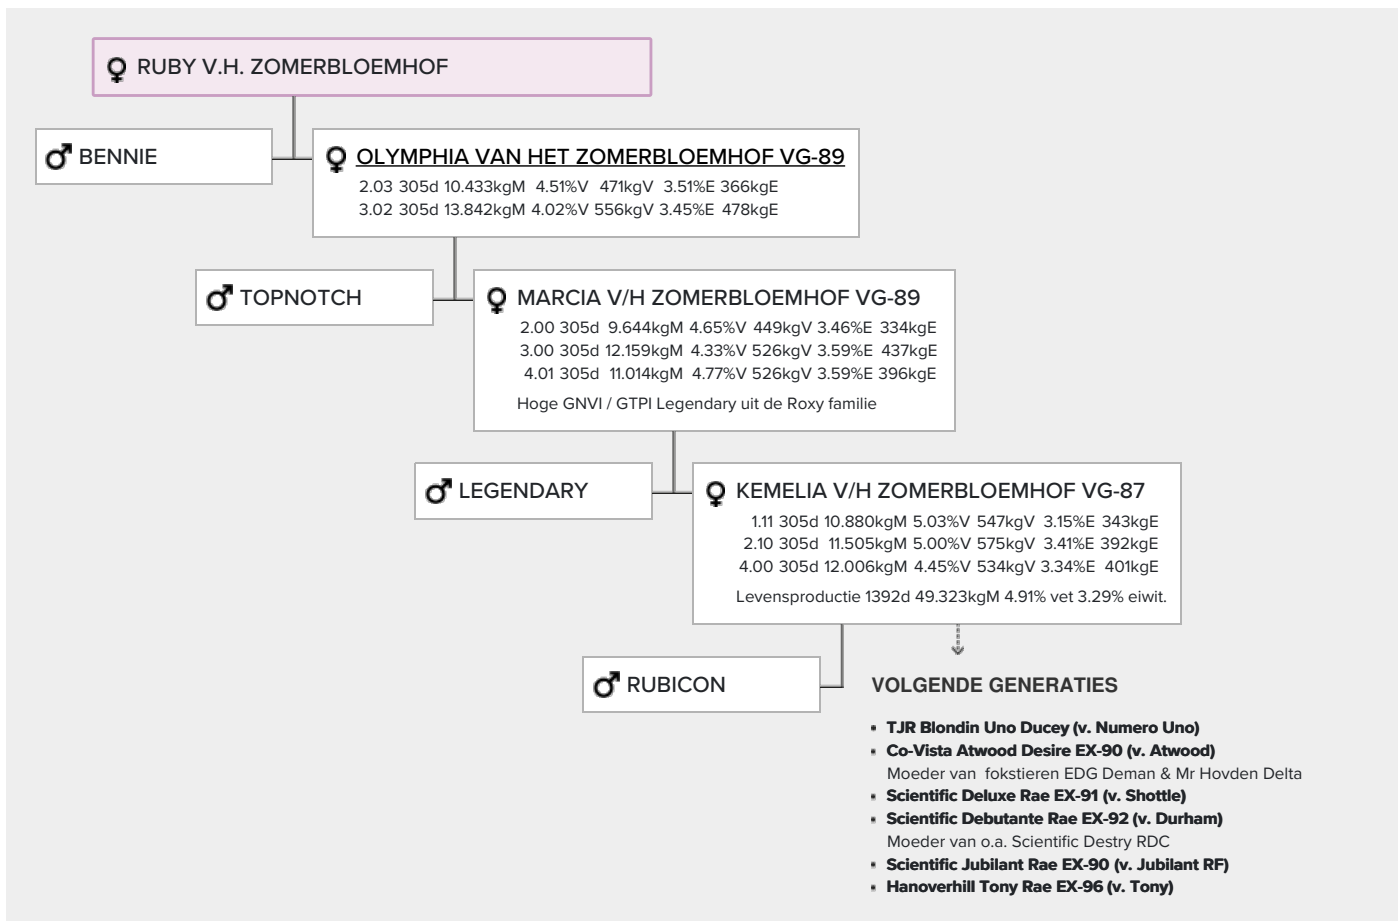 RUBY V.H. ZOMERBLOEMHOF
BENNIE
OLYMPHIA VAN HET ZOMERBLOEMHOF VG-89
2.03 305d 10.433kgM 4.51%V 471kgV 3.51%E 366kgE
3.02 305d 13.842kgM 4.02%V 556kgV 3.45%E 478kgE
TOPNOTCH
MARCIA V/H ZOMERBLOEMHOF VG-89
2.00 305d 9.644kgM 4.65%V 449kgV 3.46%E 334kgE
3.00 305d 12.159kgM 4.33%V 526kgV 3.59%E 437kgE
4.01 305d 11.014kgM 4.77%V 526kgV 3.59%E 396kgE
Hoge GNVI / GTPI Legendary uit de Roxy familie
LEGENDARY
KEMELIA V/H ZOMERBLOEMHOF VG-87
1.11 305d 10.880kgM 5.03%V 547kgV 3.15%E 343kgE
2.10 305d 11.505kgM 5.00%V 575kgV 3.41%E 392kgE
4.00 305d 12.006kgM 4.45%V 534kgV 3.34%E 401kgE
Levensproductie 1392d 49.323kgM 4.91% vet 3.29% eiwit.
RUBICON
VOLGENDE GENERATIES
• TJR Blondin Uno Ducey (v. Numero Uno)
• Co-Vista Atwood Desire EX-90 (v. Atwood)
Moeder van fokstieren EDG Deman & Mr Hovden Delta
• Scientific Deluxe Rae EX-91 (v. Shottle)
• Scientific Debutante Rae EX-92 (v. Durham)
Moeder van o.a. Scientific Destry RDC
• Scientific Jubilant Rae EX-90 (v. Jubilant RF)
• Hanoverhill Tony Rae EX-96 (v. Tony)